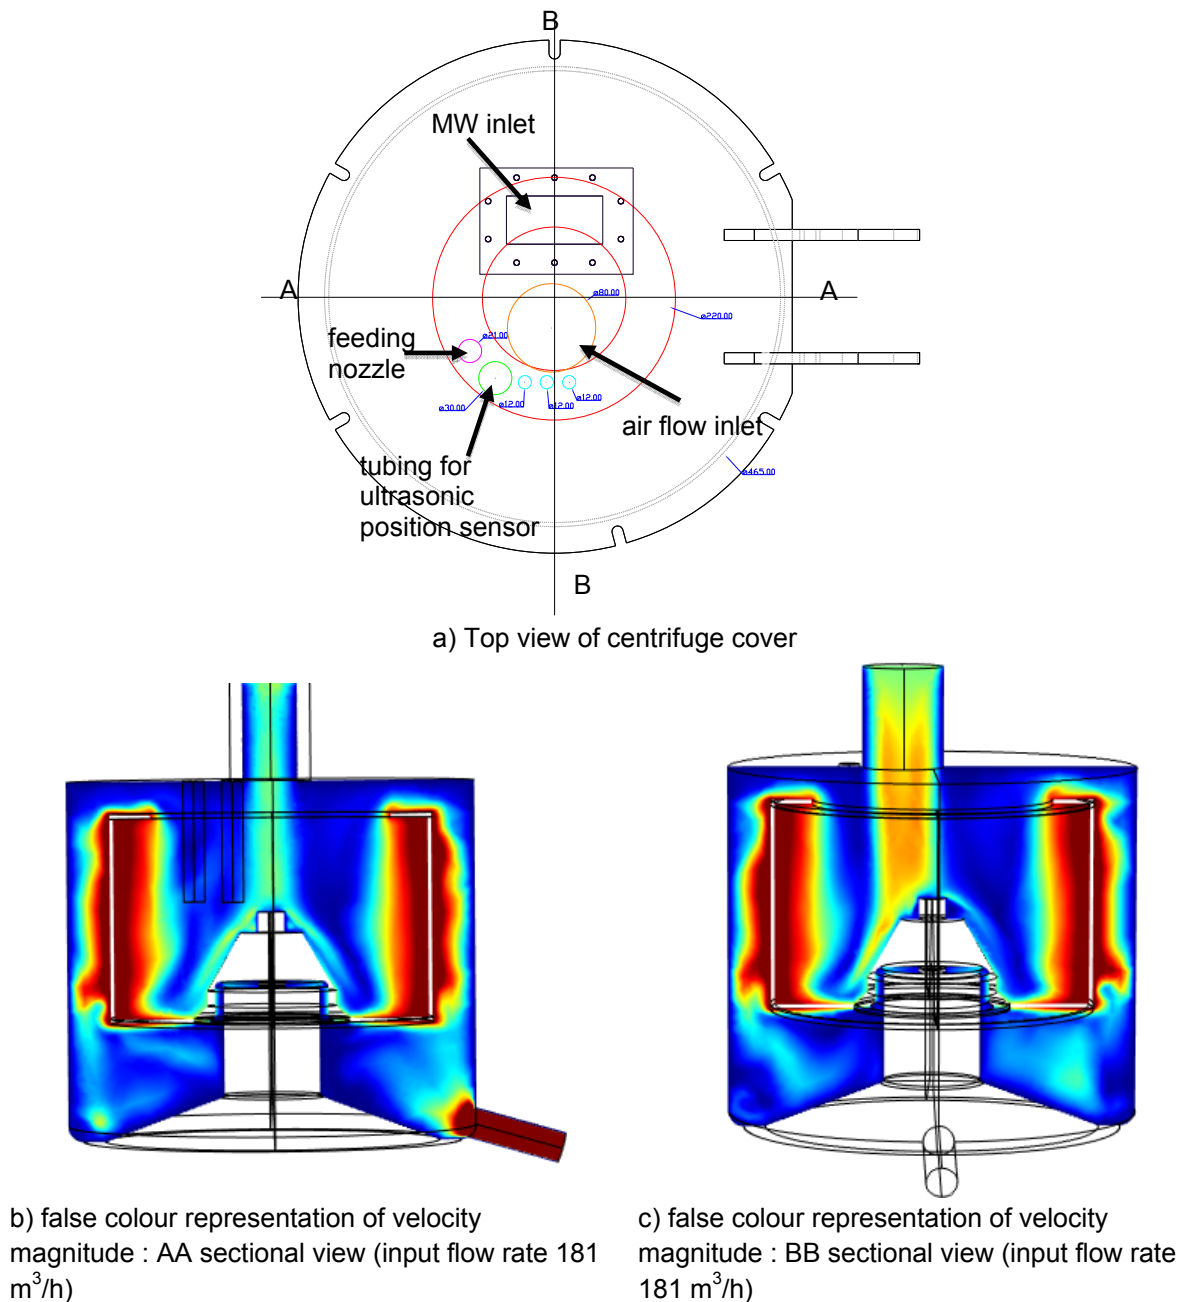 B
MW inlet
A
A
ø80.00
ø220.00
feeding
nozzle
ø21.00
ø30.00
ø12.00
ø12.00
ø12.00
air flow inlet
tubing for
ultrasonic
position sensor
ø465.00
B
a) Top view of centrifuge cover
b) false colour representation of velocity
magnitude : AA sectional view (input flow rate 181
m³/h)
c) false colour representation of velocity
magnitude : BB sectional view (input flow rate
181 m³/h)